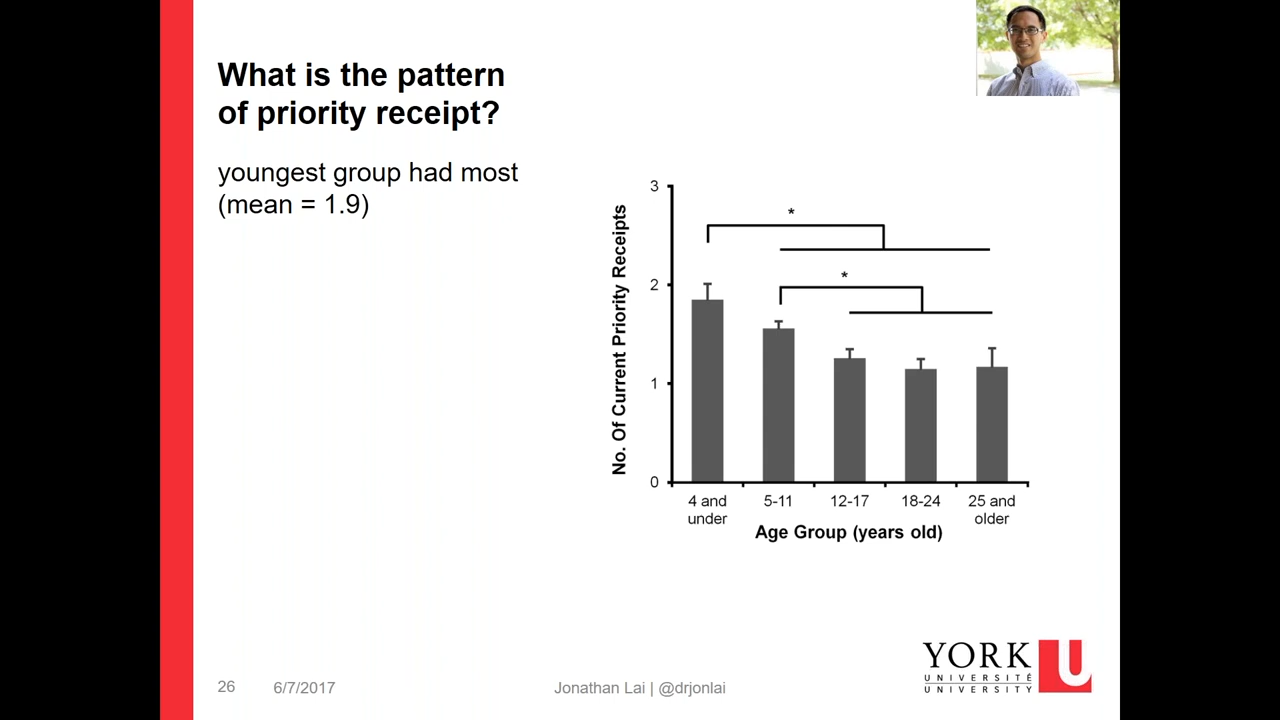 What is the pattern
of priority receipt?
youngest group had most
(mean = 1.9)
No. Of Current Priority Receipts
3
2
1
0
*
*
4 and
under
5-11
12-17
18-24
25 and
older
Age Group (years old)
YORK U
UNIVERSITÉ
UNIVERSITY
26
6/7/2017
Jonathan Lai | @drjonlai